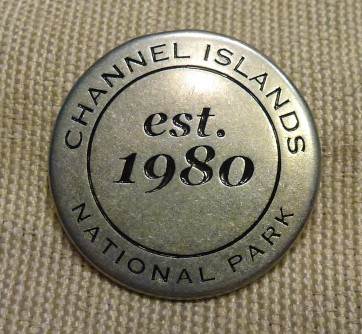 CHANNEL ISLANDS
est.
1980
NATIONAL PARK